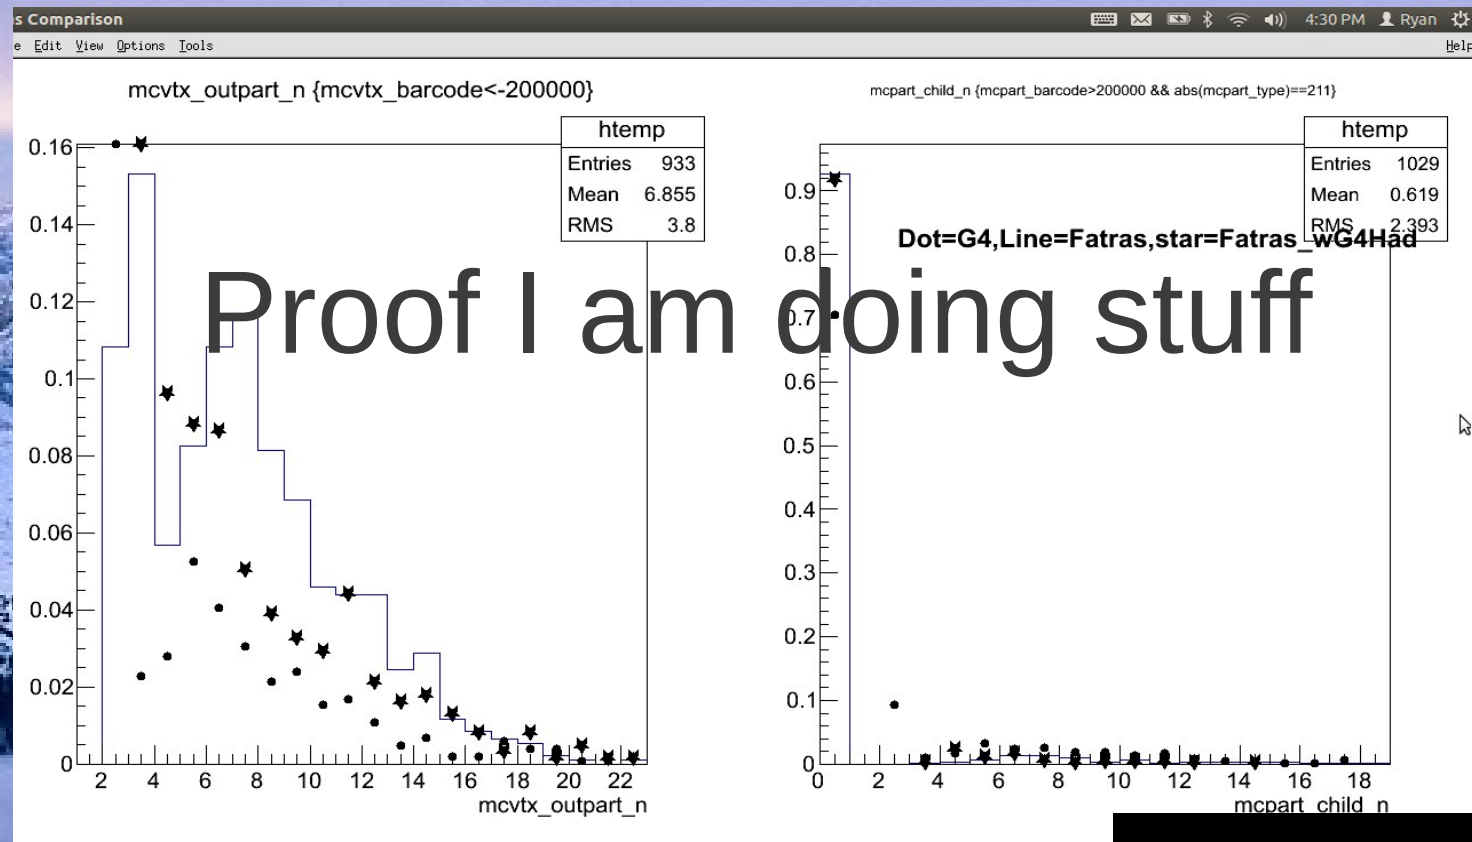 s Comparison
4:30 PM Ryan
e Edit View Options Tools Help
mcvtx_outpart_n {mcvtx_barcode<-200000}
htemp
Entries 933
Mean 6.855
RMS 3.8
0.16
0.14
0.12
0.1
0.08
0.06
0.04
0.02
0
2 4 6 8 10 12 14 16 18 20 22
mcvtx_outpart_n
mcpart_child_n {mcpart_barcode>200000 && abs(mcpart_type)==211}
htemp
Entries 1029
Mean 0.619
RMS 2.393
Dot=G4,Line=Fatras,star=Fatras_wG4Had
Proof I am doing stuff
0.9
0.8
0.7
0.6
0.5
0.4
0.3
0.2
0.1
0
0 2 4 6 8 10 12 14 16 18
mcpart_child_n